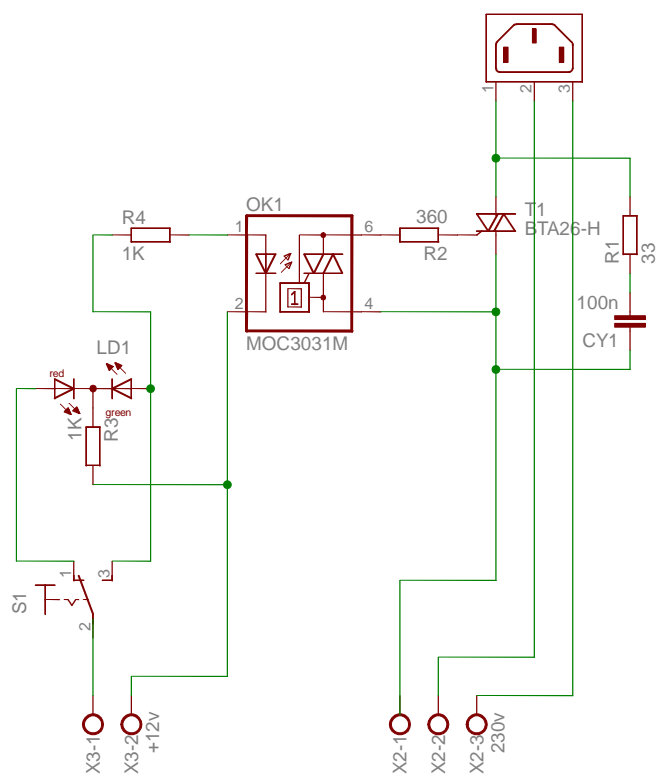 1
2
3
OK1
T1
BTA26-H
R4
1K
1
6
360
R2
R1
33
2
4
1
MOC3031M
100n
CY1
LD1
red
green
1K
R3
S1
1
3
2
X3-1
X3-2
+12v
X2-1
X2-2
X2-3
230v